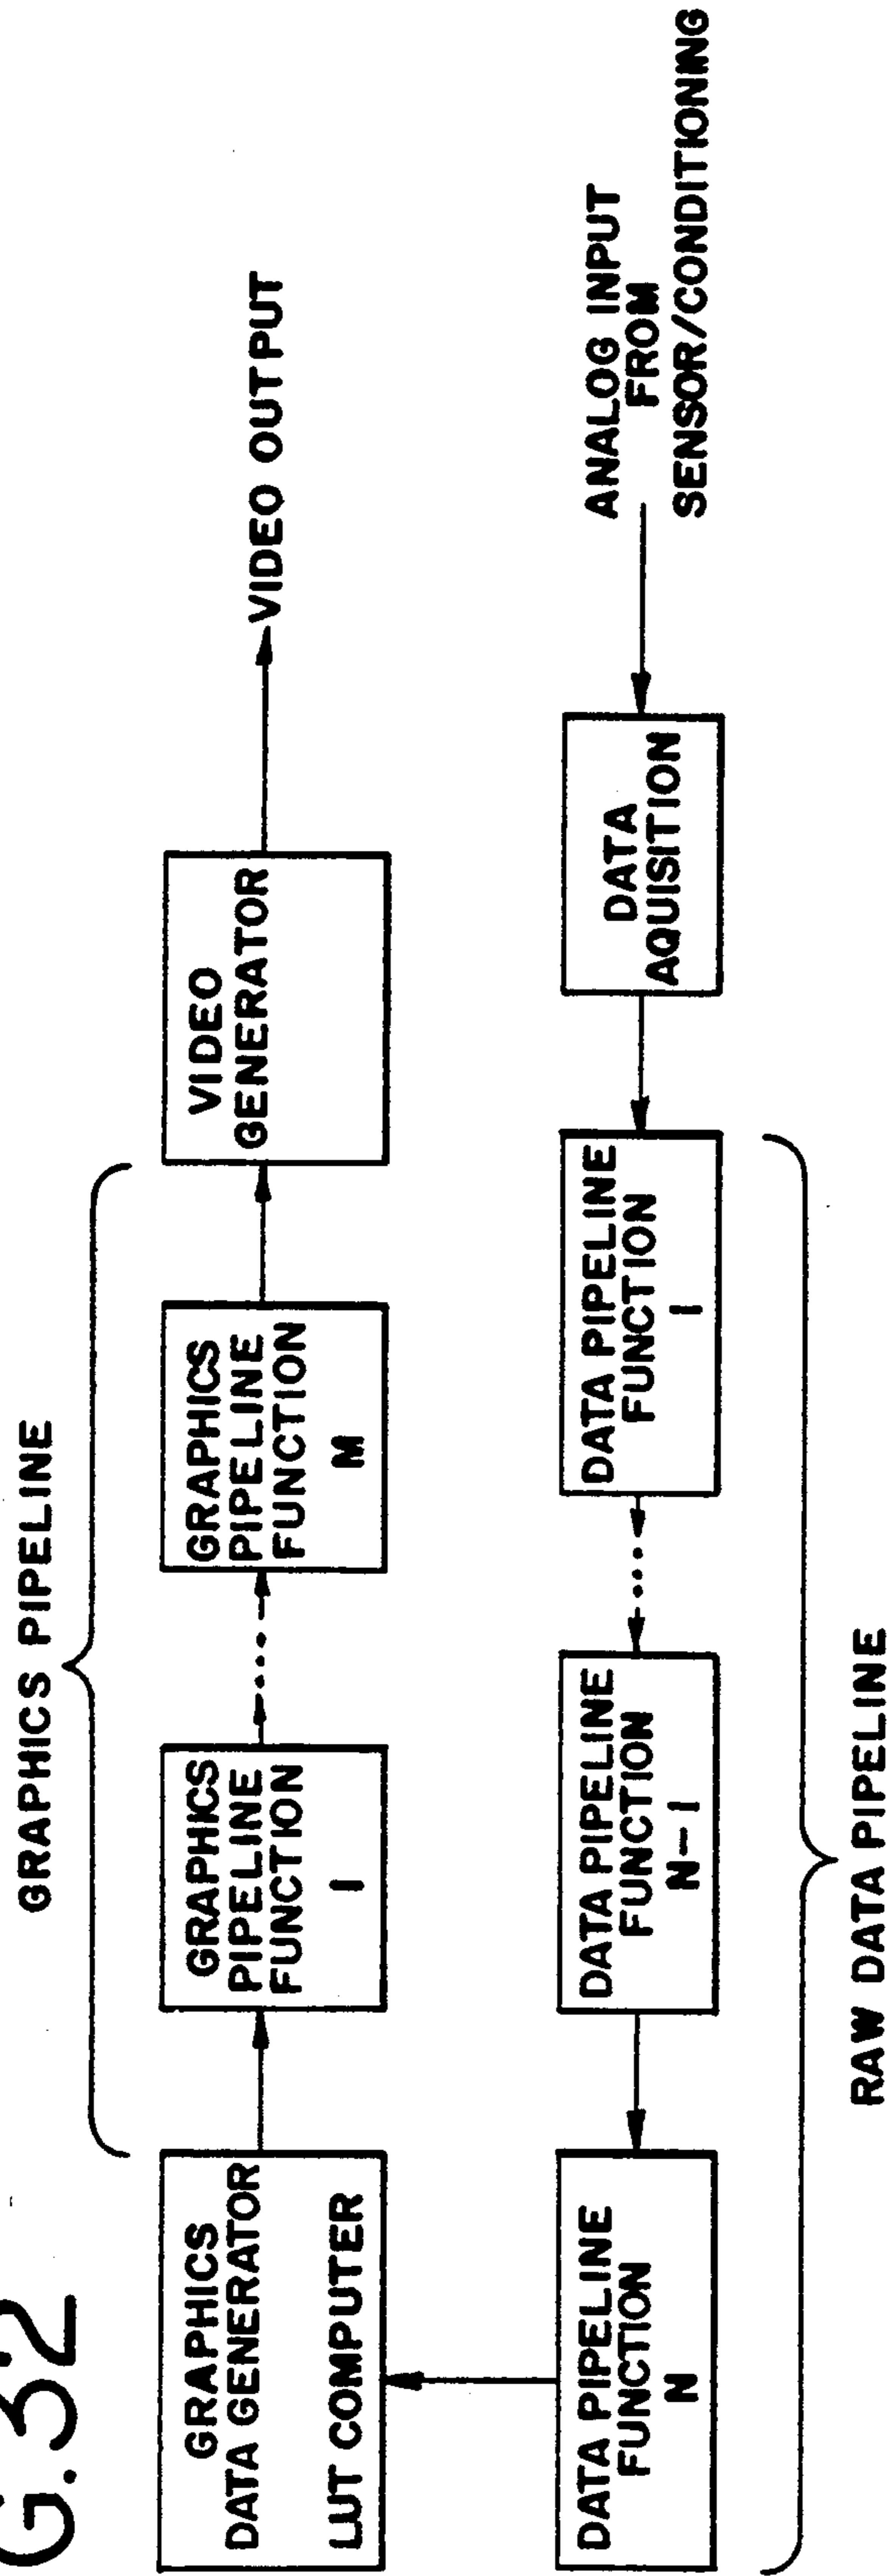 G.32
GRAPHICS PIPELINE
GRAPHICS
DATA GENERATOR
LUT COMPUTER
GRAPHICS
PIPELINE
FUNCTION
I
GRAPHICS
PIPELINE
FUNCTION
M
VIDEO
GENERATOR
VIDEO OUTPUT
DATA PIPELINE
FUNCTION
N
DATA PIPELINE
FUNCTION
N-I
DATA PIPELINE
FUNCTION
I
DATA
AQUISITION
ANALOG INPUT
FROM
SENSOR/CONDITIONING
RAW DATA PIPELINE